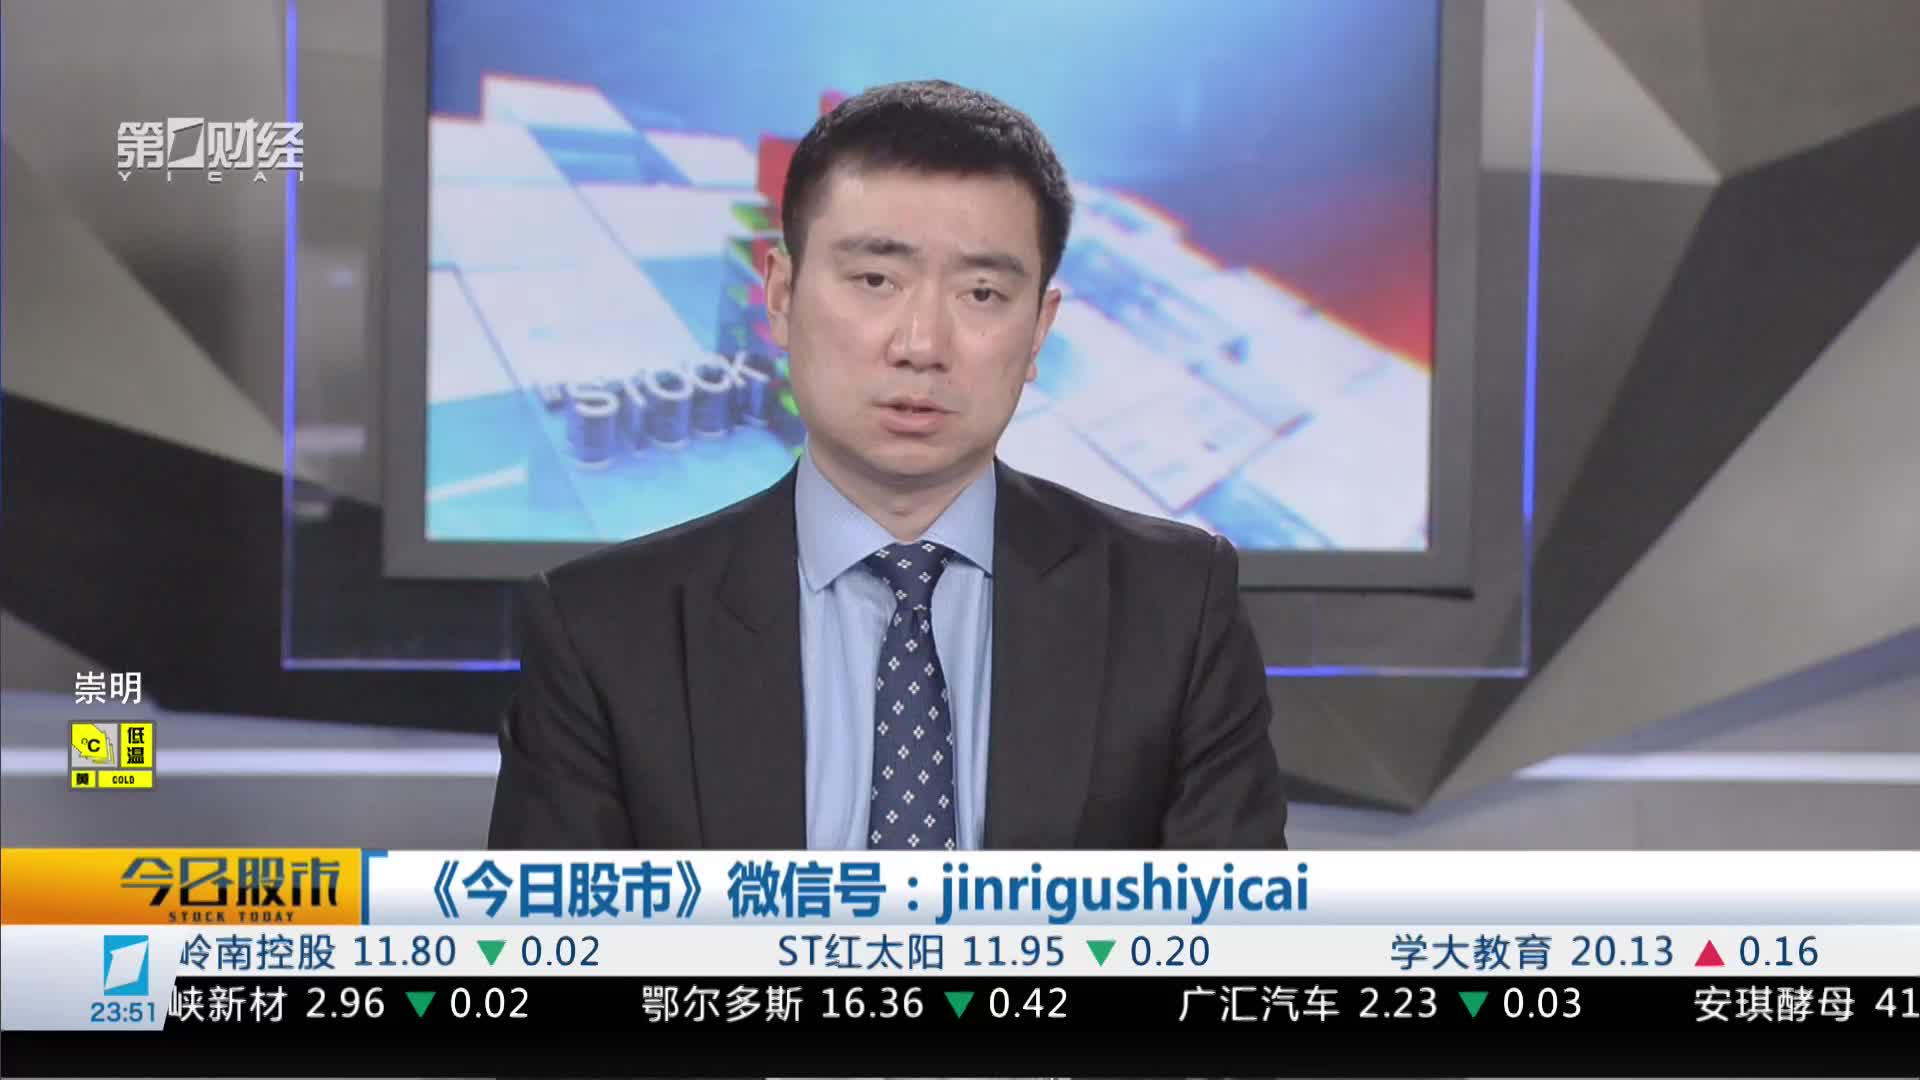 第一财经
YICAI
STOCK
崇明
°C
低温
黄
COLD
今日股市
STOCK TODAY
《今日股市》微信号：jinrigushiyicai
岭南控股 11.80 ▼ 0.02 ST红太阳 11.95 ▼ 0.20 学大教育 20.13 ▲ 0.16
23:51
峡新材 2.96 ▼ 0.02 鄂尔多斯 16.36 ▼ 0.42 广汇汽车 2.23 ▼ 0.03 安琪酵母 41